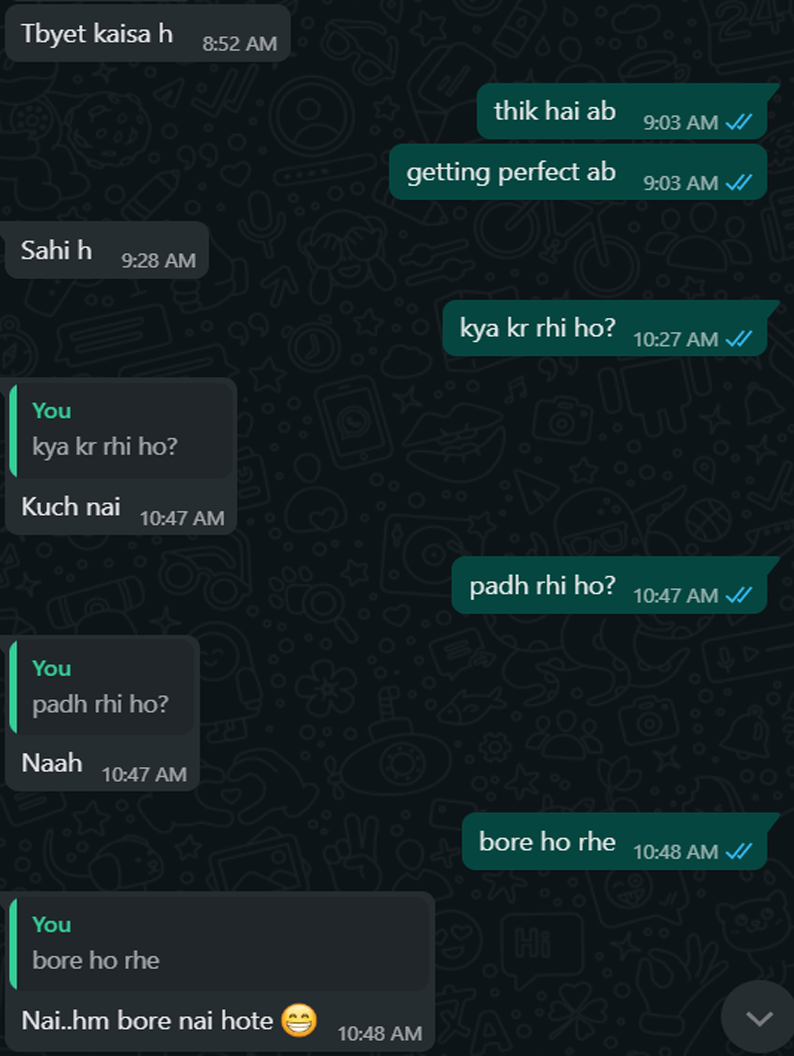 Tbyet kaisa h 8:52 AM
thik hai ab 9:03 AM
getting perfect ab 9:03 AM
Sahi h 9:28 AM
kya kr rhi ho? 10:27 AM
You
kya kr rhi ho?
Kuch nai 10:47 AM
padh rhi ho? 10:47 AM
You
padh rhi ho?
Naah 10:47 AM
bore ho rhe 10:48 AM
You
bore ho rhe
Nai..hm bore nai hote 😁 10:48 AM